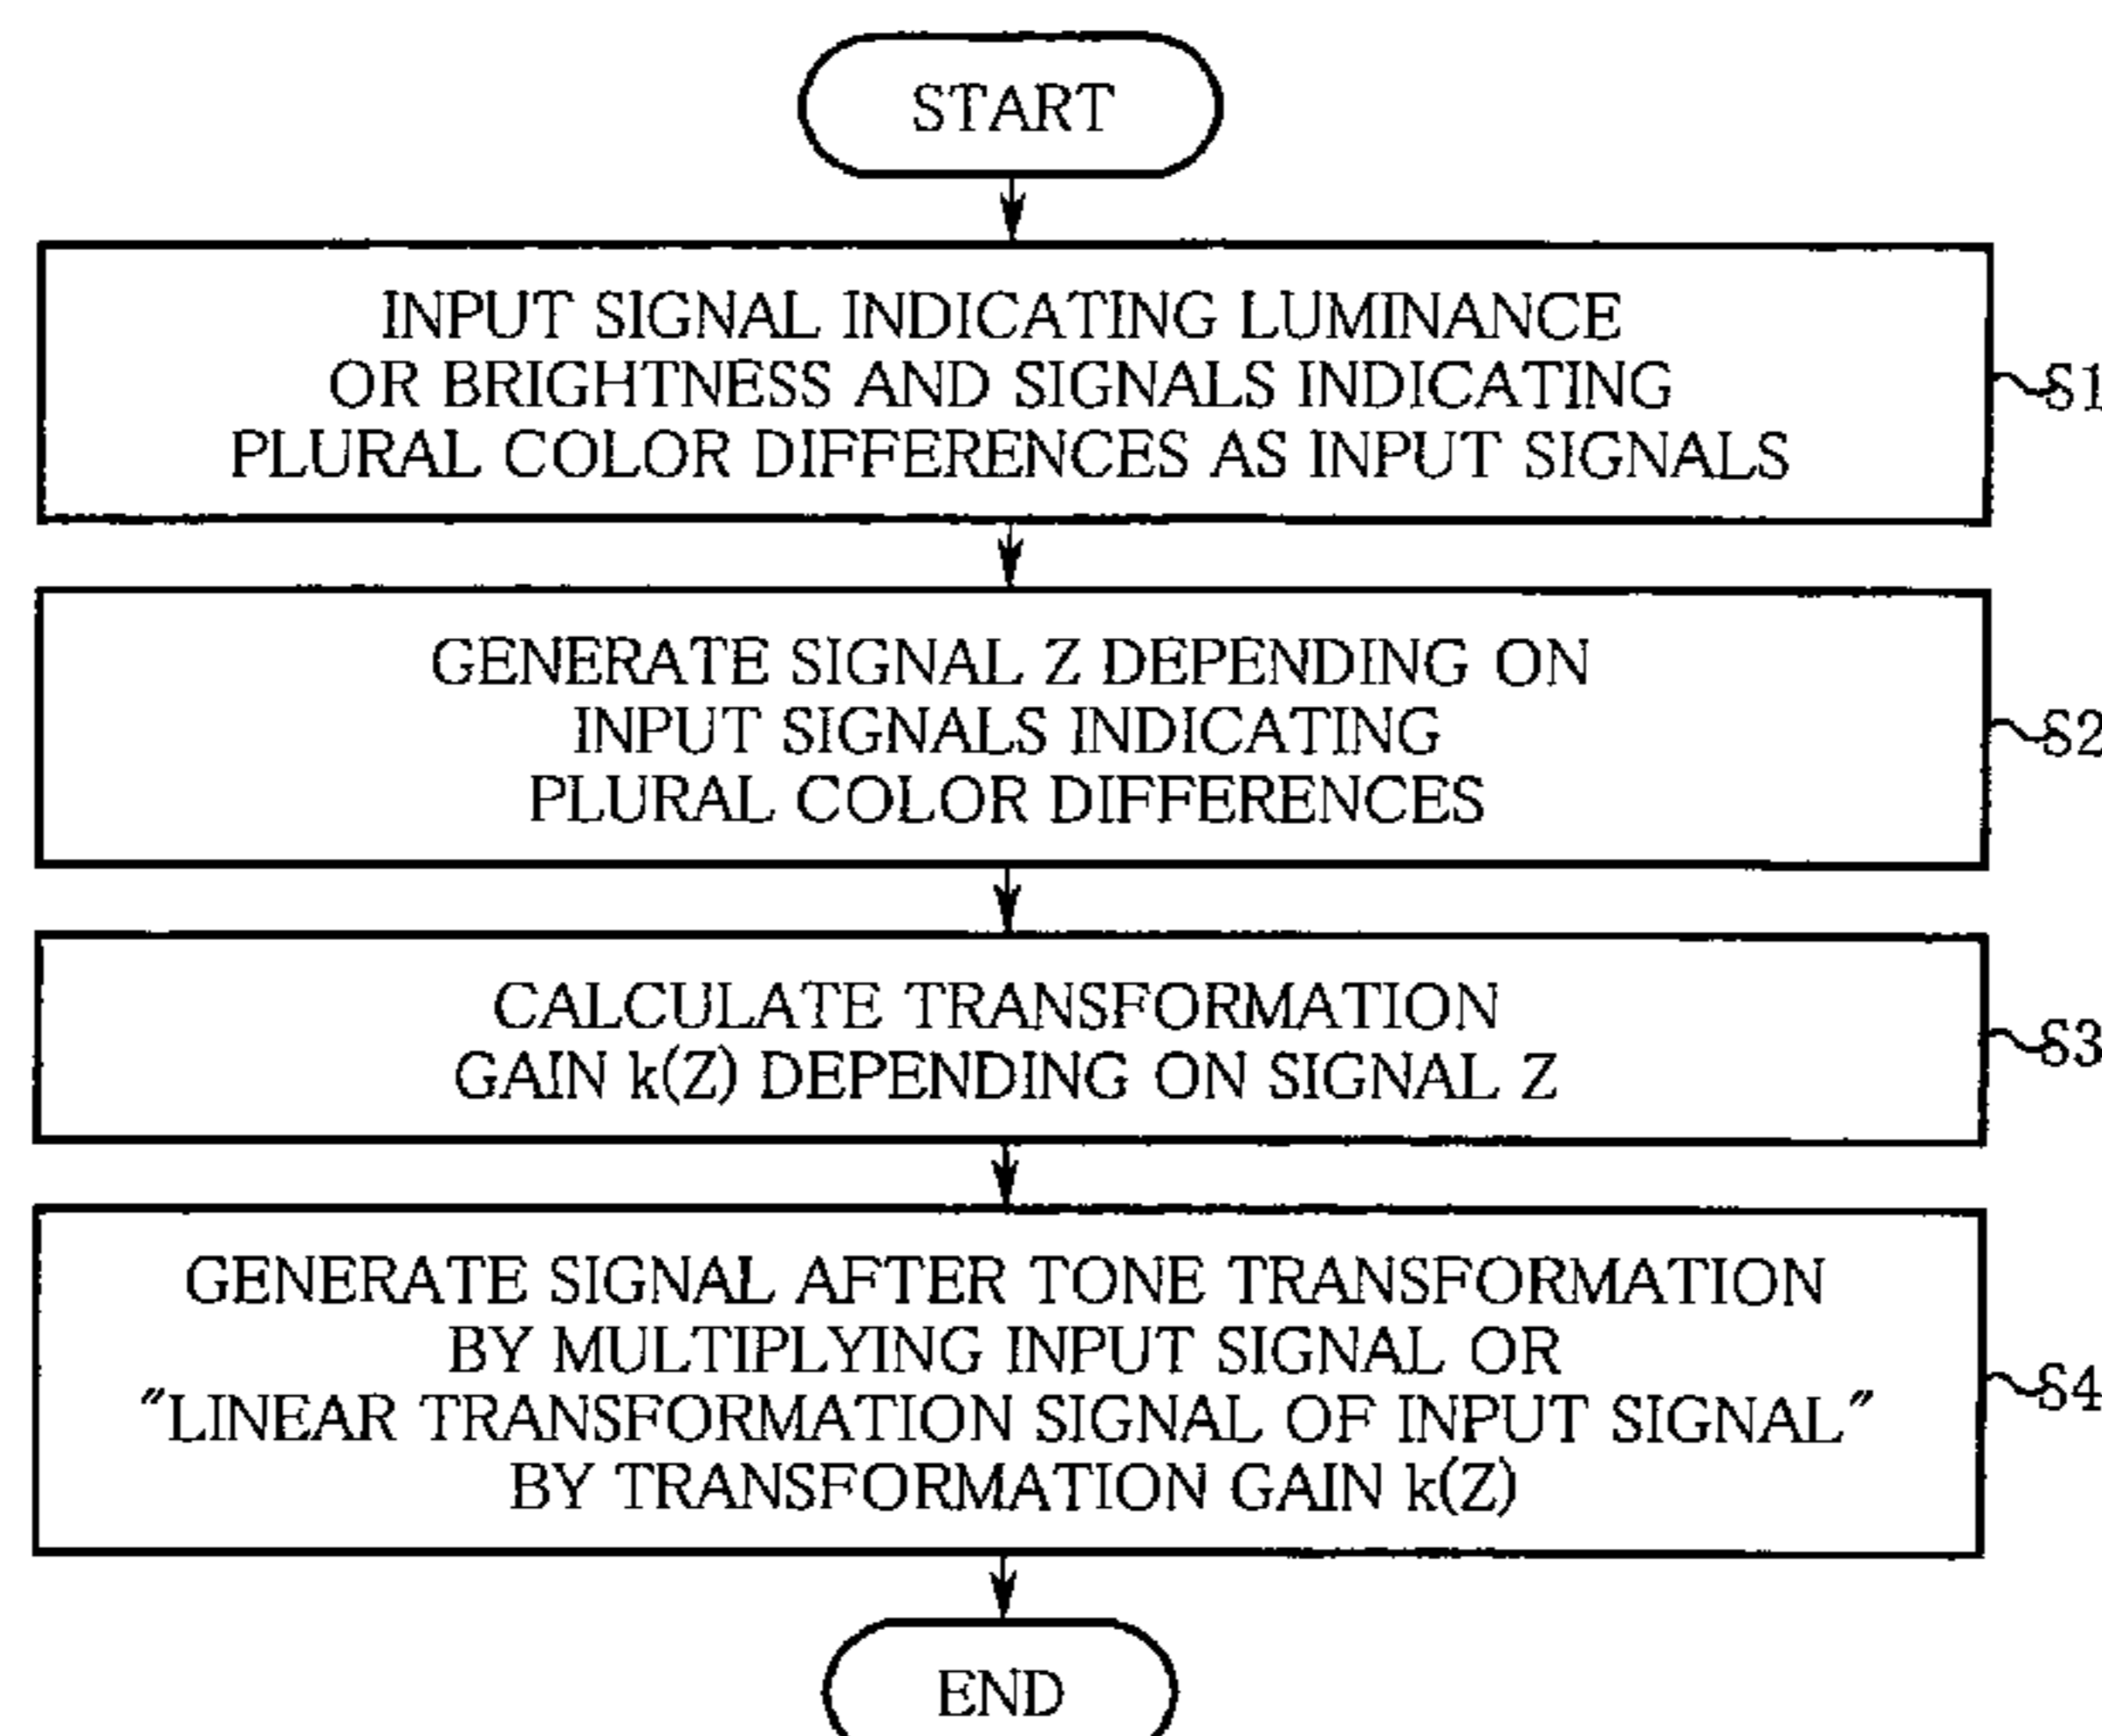 START
INPUT SIGNAL INDICATING LUMINANCE
OR BRIGHTNESS AND SIGNALS INDICATING
PLURAL COLOR DIFFERENCES AS INPUT SIGNALS
S1
GENERATE SIGNAL Z DEPENDING ON
INPUT SIGNALS INDICATING
PLURAL COLOR DIFFERENCES
S2
CALCULATE TRANSFORMATION
GAIN k(Z) DEPENDING ON SIGNAL Z
S3
GENERATE SIGNAL AFTER TONE TRANSFORMATION
BY MULTIPLYING INPUT SIGNAL OR
"LINEAR TRANSFORMATION SIGNAL OF INPUT SIGNAL"
BY TRANSFORMATION GAIN k(Z)
S4
END